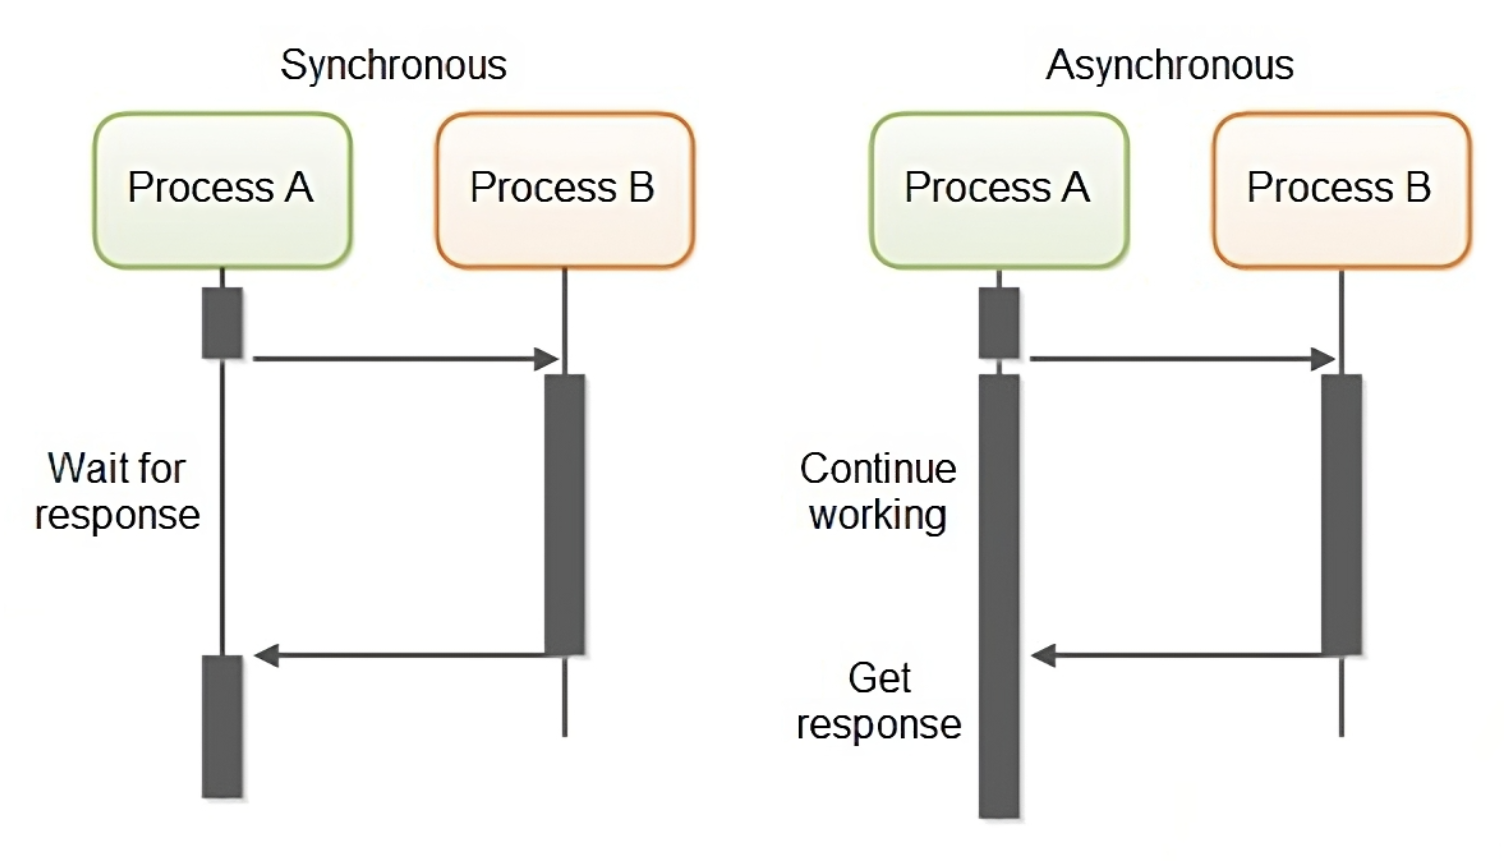 Synchronous
Process A
Process B
Wait for
response
Asynchronous
Process A
Process B
Continue
working
Get
response